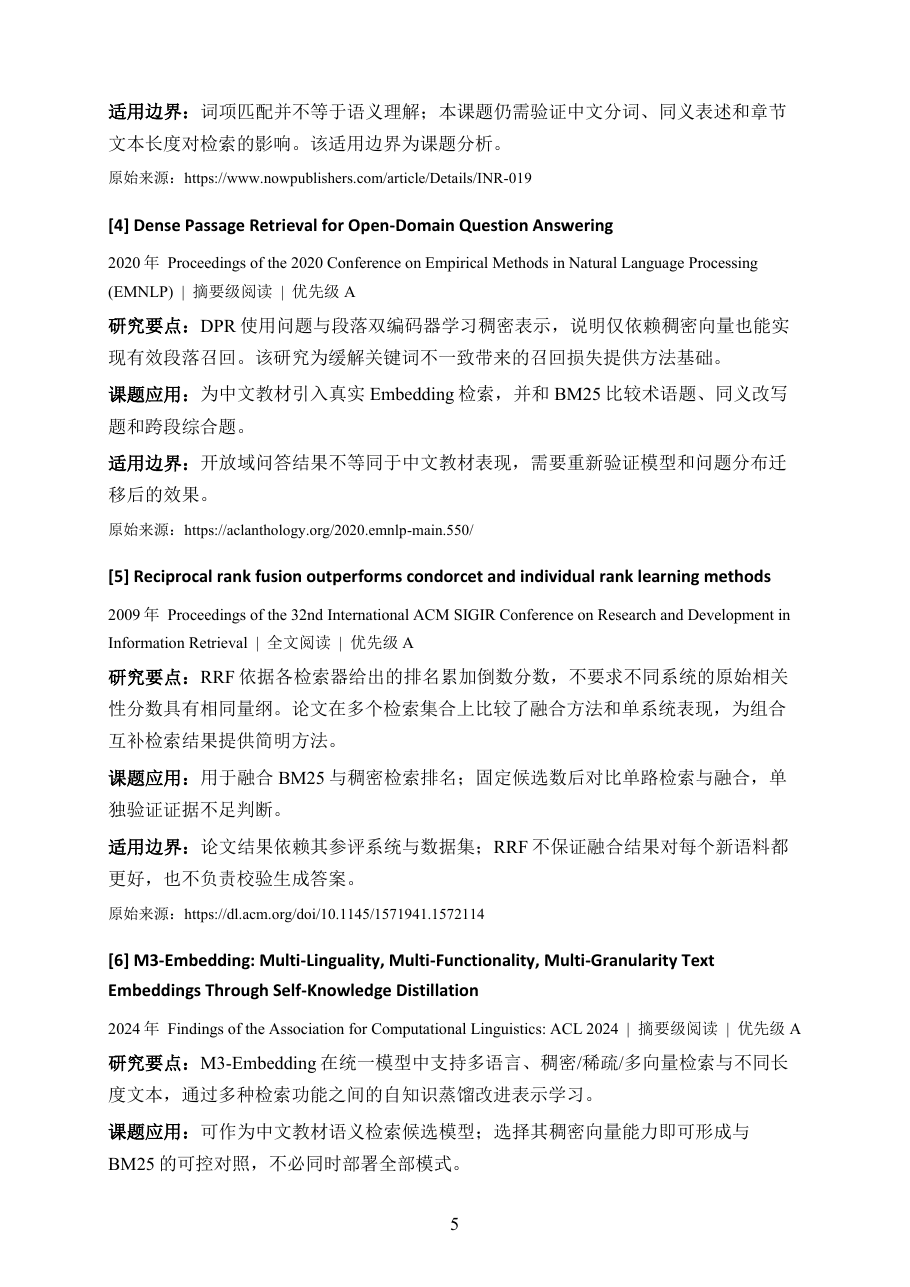 适用边界：词项匹配并不等于语义理解；本课题仍需验证中文分词、同义表述和章节
文本长度对检索的影响。该适用边界为课题分析。
原始来源：https://www.nowpublishers.com/article/Details/INR-019
[4] Dense Passage Retrieval for Open-Domain Question Answering
2020 年 Proceedings of the 2020 Conference on Empirical Methods in Natural Language Processing
(EMNLP) | 摘要级阅读 | 优先级 A
研究要点：DPR 使用问题与段落双编码器学习稠密表示，说明仅依赖稠密向量也能实
现有效段落召回。该研究为缓解关键词不一致带来的召回损失提供方法基础。
课题应用：为中文教材引入真实 Embedding 检索，并和 BM25 比较术语题、同义改写
题和跨段综合题。
适用边界：开放域问答结果不等同于中文教材表现，需要重新验证模型和问题分布迁
移后的效果。
原始来源：https://aclanthology.org/2020.emnlp-main.550/
[5] Reciprocal rank fusion outperforms condorcet and individual rank learning methods
2009 年 Proceedings of the 32nd International ACM SIGIR Conference on Research and Development in
Information Retrieval | 全文阅读 | 优先级 A
研究要点：RRF 依据各检索器给出的排名累加倒数分数，不要求不同系统的原始相关
性分数具有相同量纲。论文在多个检索集合上比较了融合方法和单系统表现，为组合
互补检索结果提供简明方法。
课题应用：用于融合 BM25 与稠密检索排名；固定候选数后对比单路检索与融合，单
独验证证据不足判断。
适用边界：论文结果依赖其参评系统与数据集；RRF 不保证融合结果对每个新语料都
更好，也不负责校验生成答案。
原始来源：https://dl.acm.org/doi/10.1145/1571941.1572114
[6] M3-Embedding: Multi-Linguality, Multi-Functionality, Multi-Granularity Text
Embeddings Through Self-Knowledge Distillation
2024 年 Findings of the Association for Computational Linguistics: ACL 2024 | 摘要级阅读 | 优先级 A
研究要点：M3-Embedding 在统一模型中支持多语言、稠密/稀疏/多向量检索与不同长
度文本，通过多种检索功能之间的自知识蒸馏改进表示学习。
课题应用：可作为中文教材语义检索候选模型；选择其稠密向量能力即可形成与
BM25 的可控对照，不必同时部署全部模式。
5